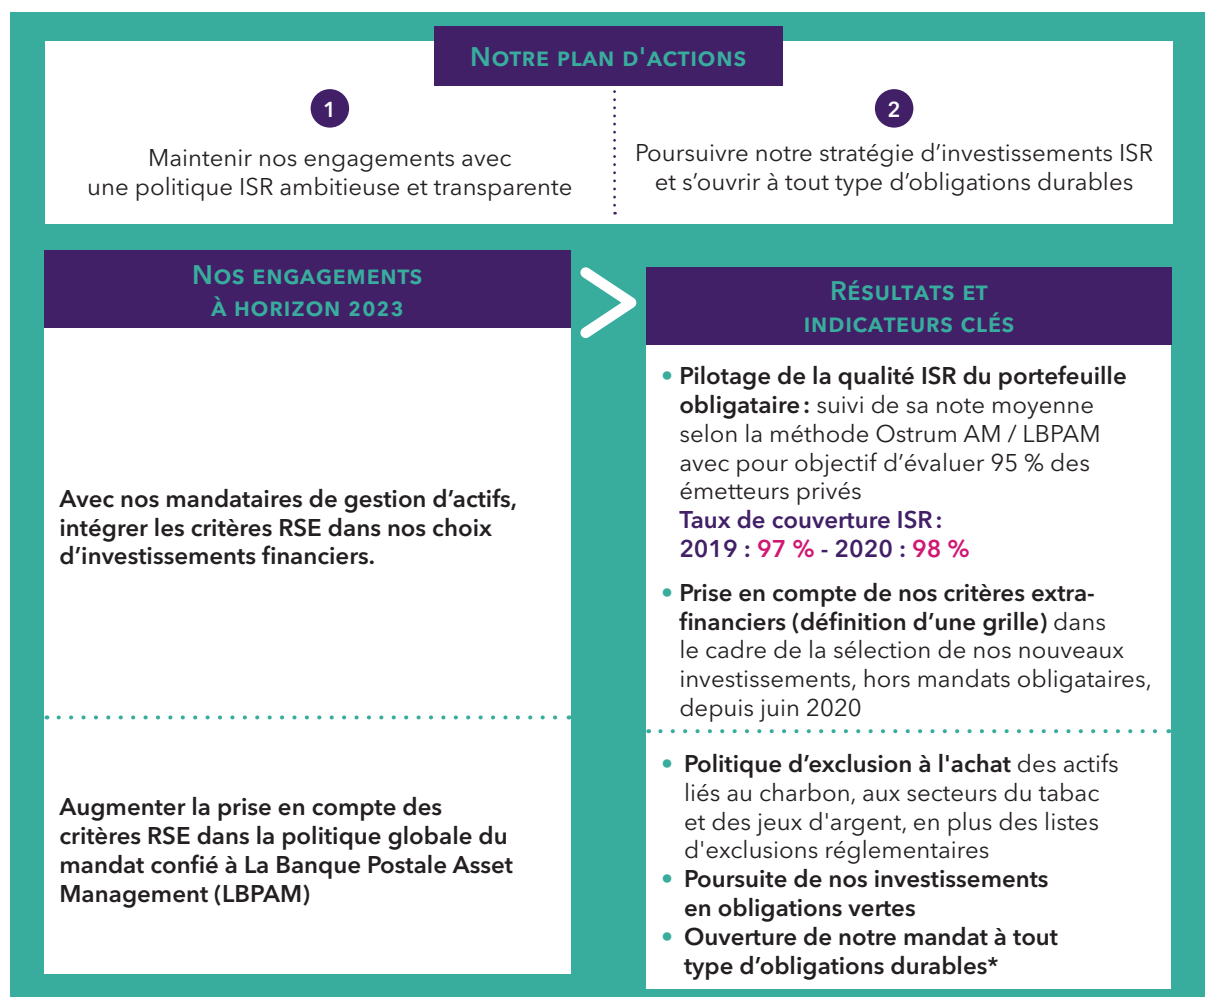 NOTRE PLAN D'ACTIONS
1
Maintenir nos engagements avec
une politique ISR ambitieuse et transparente
2
Poursuivre notre stratégie d’investissements ISR
et s’ouvrir à tout type d’obligations durables
NOS ENGAGEMENTS
À HORIZON 2023
Avec nos mandataires de gestion d’actifs,
intégrer les critères RSE dans nos choix
d’investissements financiers.
Augmenter la prise en compte des
critères RSE dans la politique globale du
mandat confié à La Banque Postale Asset
Management (LBPAM)
RÉSULTATS ET
INDICATEURS CLÉS
• Pilotage de la qualité ISR du portefeuille
obligataire : suivi de sa note moyenne
selon la méthode Ostrum AM / LBPAM
avec pour objectif d’évaluer 95 % des
émetteurs privés
Taux de couverture ISR :
2019 : 97 % - 2020 : 98 %
• Prise en compte de nos critères extra-
financiers (définition d’une grille) dans
le cadre de la sélection de nos nouveaux
investissements, hors mandats obligataires,
depuis juin 2020
• Politique d’exclusion à l'achat des actifs
liés au charbon, aux secteurs du tabac
et des jeux d'argent, en plus des listes
d'exclusions réglementaires
• Poursuite de nos investissements
en obligations vertes
• Ouverture de notre mandat à tout
type d’obligations durables*